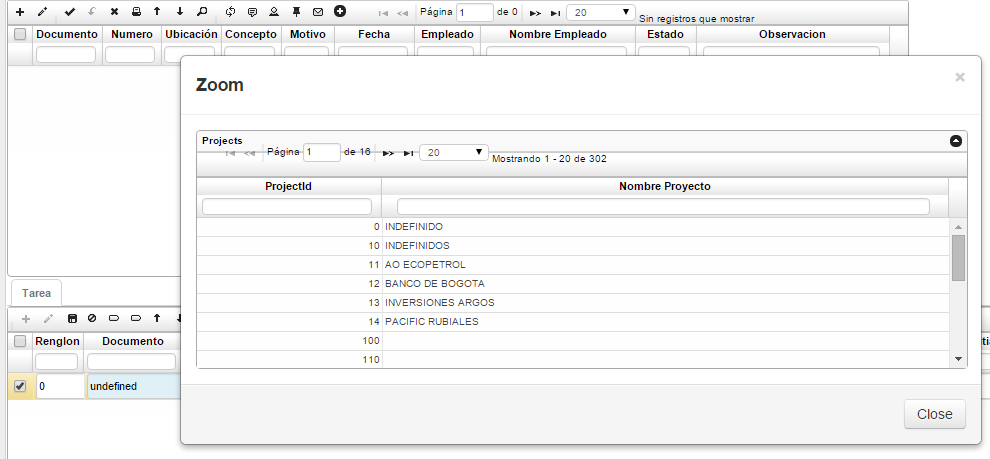 Página 1 de 0 20 Sin registros que mostrar
Documento Numero Ubicación Concepto Motivo Fecha Empleado Nombre Empleado Estado Observacion
Zoom ×
Projects
Página 1 de 16 20 Mostrando 1 - 20 de 302
ProjectId Nombre Proyecto
0 INDEFINIDO
10 INDEFINIDOS
11 AO ECOPETROL
12 BANCO DE BOGOTA
13 INVERSIONES ARGOS
14 PACIFIC RUBIALES
100
110
Tarea
Renglon Documento
0 undefined
Close